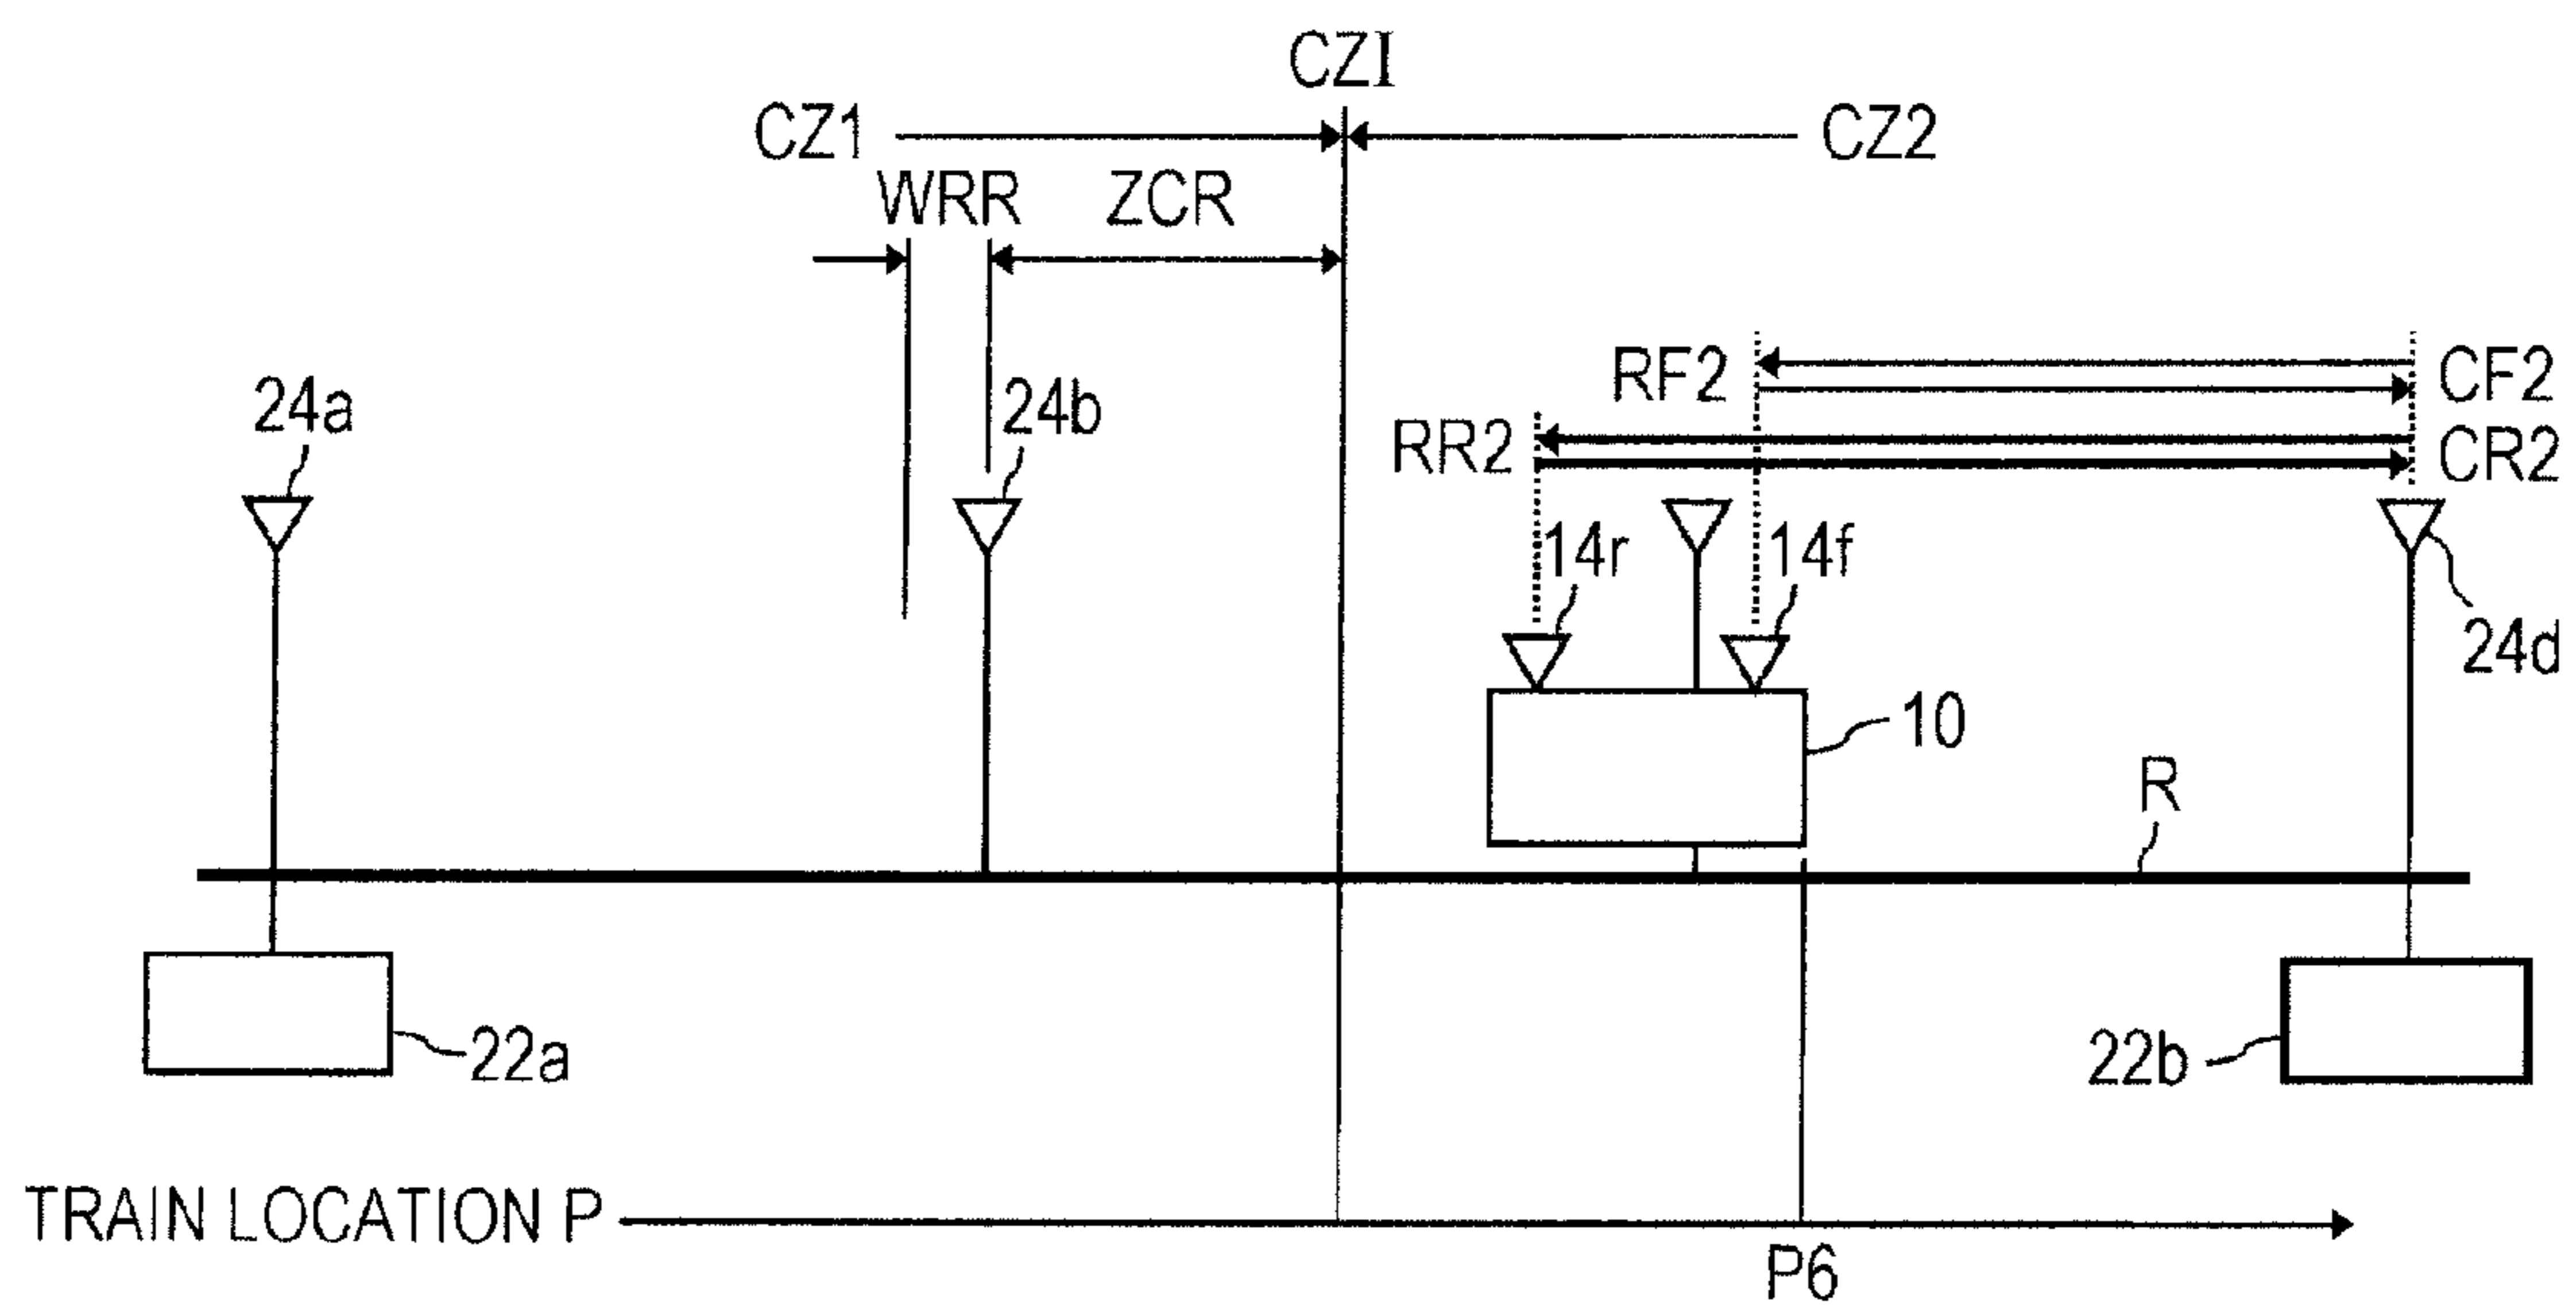 CZI
CZ1
CZ2
WRR
ZCR
24a
24b
RF2
CF2
RR2
CR2
14r
14f
24d
10
R
22a
22b
TRAIN LOCATION P
P6